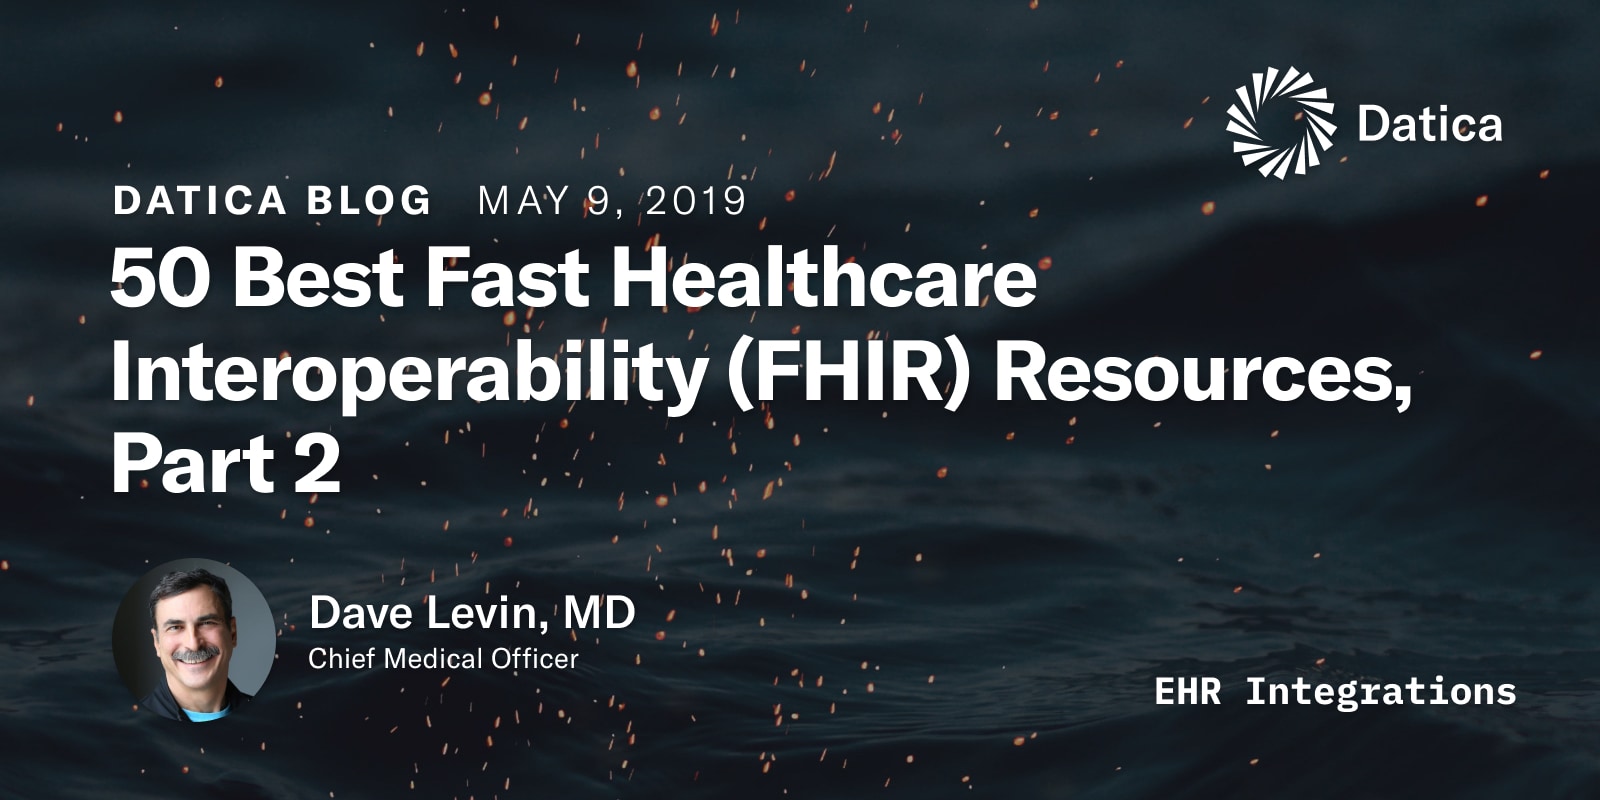 Datica
DATICA BLOG MAY 9, 2019
50 Best Fast Healthcare
Interoperability (FHIR) Resources,
Part 2
Dave Levin, MD
Chief Medical Officer
EHR Integrations